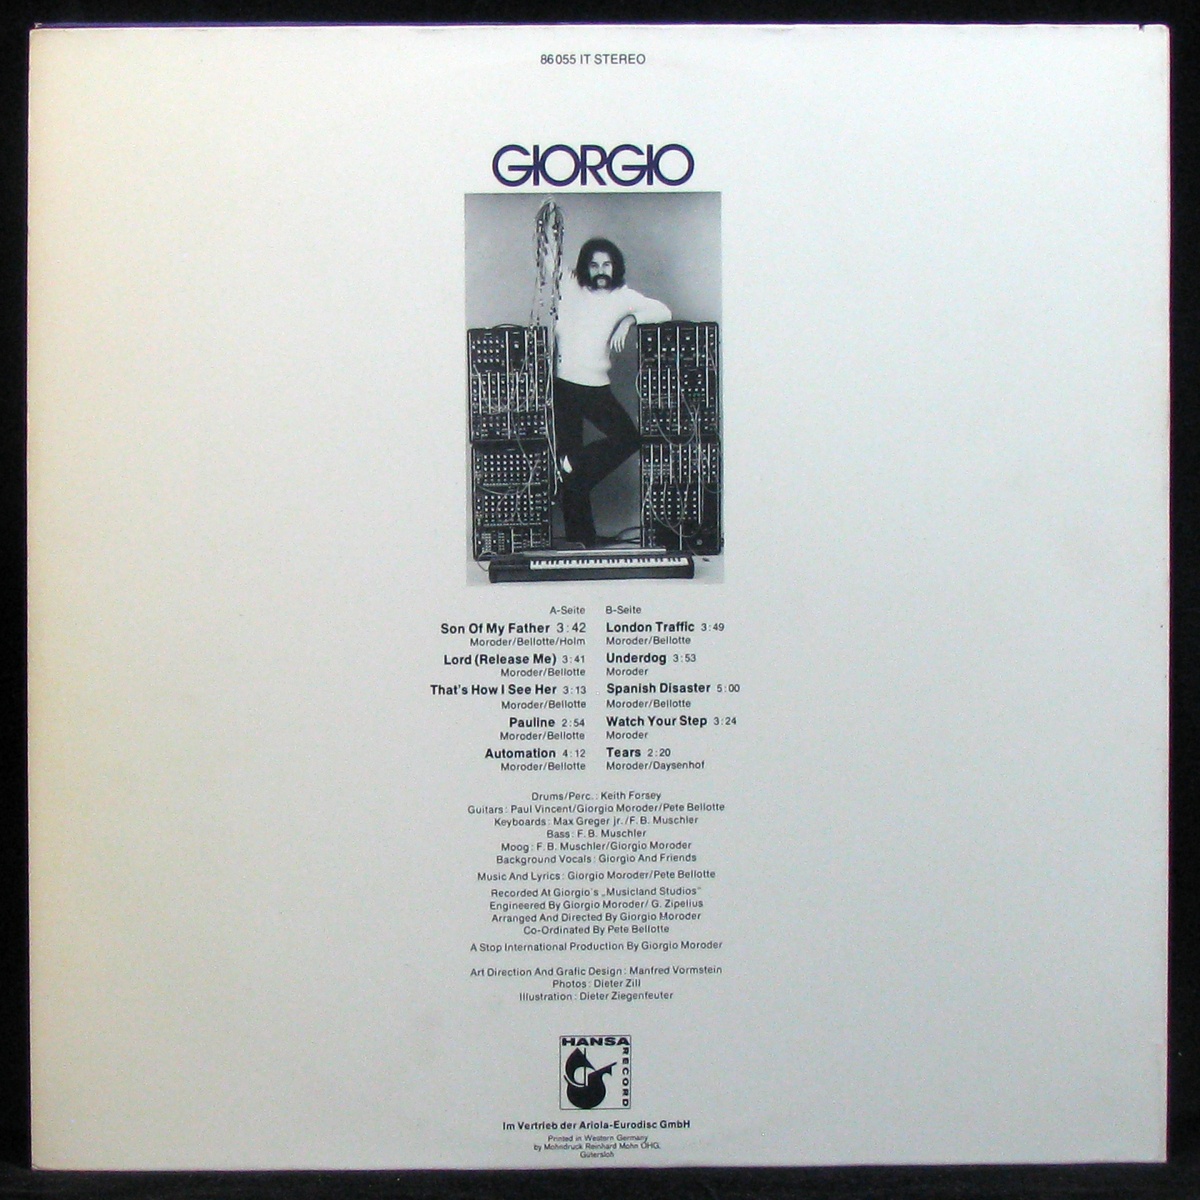 86055 IT STEREO
GIORGIO
A-Seite
Son Of My Father 3:42
Moroder/Bellotte/Holm
Lord (Release Me) 3:41
Moroder/Bellotte
That's How I See Her 3:13
Moroder/Bellotte
Pauline 2:54
Moroder/Bellotte
Automation 4:12
Moroder/Bellotte
B-Seite
London Traffic 3:49
Moroder/Bellotte
Underdog 3:53
Moroder
Spanish Disaster 5:00
Moroder/Bellotte
Watch Your Step 3:24
Moroder
Tears 2:20
Moroder/Daysenhof
Drums/Perc.: Keith Forsey
Guitars: Paul Vincent/Giorgio Moroder/Pete Bellotte
Keyboards: Max Greger jr./F. B. Muschler
Bass: F. B. Muschler
Moog: F. B. Muschler/Giorgio Moroder
Background Vocals: Giorgio And Friends
Music And Lyrics: Giorgio Moroder/Pete Bellotte
Recorded At Giorgio's „Musicland Studios"
Engineered By Giorgio Moroder/ G. Zipelius
Arranged And Directed By Giorgio Moroder
Co-Ordinated By Pete Bellotte
A Stop International Production By Giorgio Moroder
Art Direction And Grafic Design: Manfred Vormstein
Photos: Dieter Zill
Illustration: Dieter Ziegenfeuter
HANSA
RECORD
Im Vertrieb der Ariola-Eurodisc GmbH
Printed in Western Germany
by Mohndruck Reinhard Mohn OHG.
Gütersloh